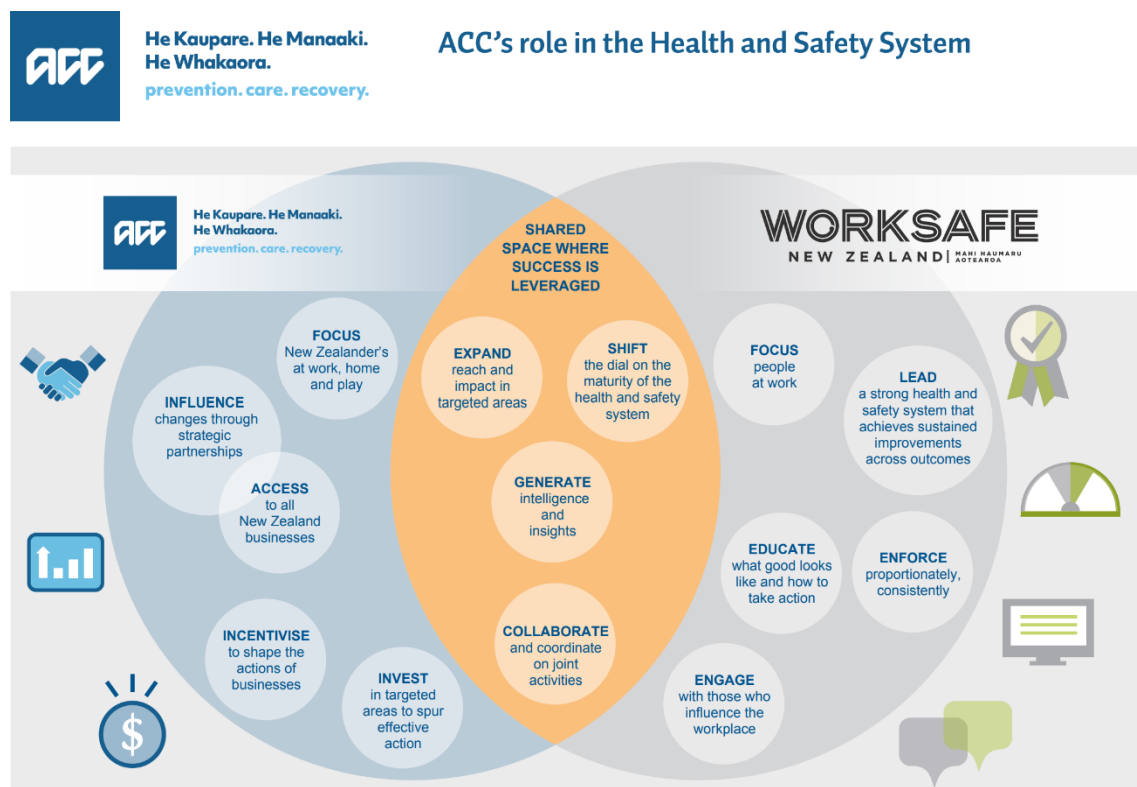 acc
He Kaupare. He Manaaki.
He Whakaora.
prevention. care. recovery.
ACC's role in the Health and Safety System
acc
He Kaupare. He Manaaki.
He Whakaora.
prevention. care. recovery.
SHARED
SPACE WHERE
SUCCESS IS
LEVERAGED
WORKSAFE
NEW ZEALAND
MAHI HAUMARU
AOTEAROA
FOCUS
New Zealander's
at work, home
and play
INFLUENCE
changes through
strategic
partnerships
ACCESS
to all
New Zealand
businesses
INCENTIVISE
to shape the
actions of
businesses
INVEST
in targeted
areas to spur
effective
action
$
EXPAND
reach and
impact in
targeted areas
SHIFT
the dial on the
maturity of the
health and safety
system
GENERATE
intelligence
and
insights
COLLABORATE
and coordinate
on joint
activities
FOCUS
people
at work
LEAD
a strong health and
safety system that
achieves sustained
improvements
across outcomes
EDUCATE
what good looks
like and how to
take action
ENFORCE
proportionately,
consistently
ENGAGE
with those who
influence the
workplace